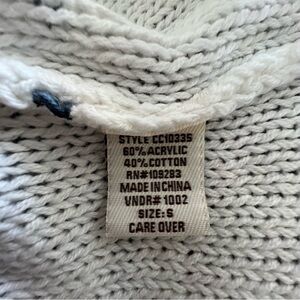 STYLE CC10335
60% ACRYLIC
40% COTTON
RN#109283
MADE IN CHINA
VNDR# 1002
SIZE: S
CARE OVER